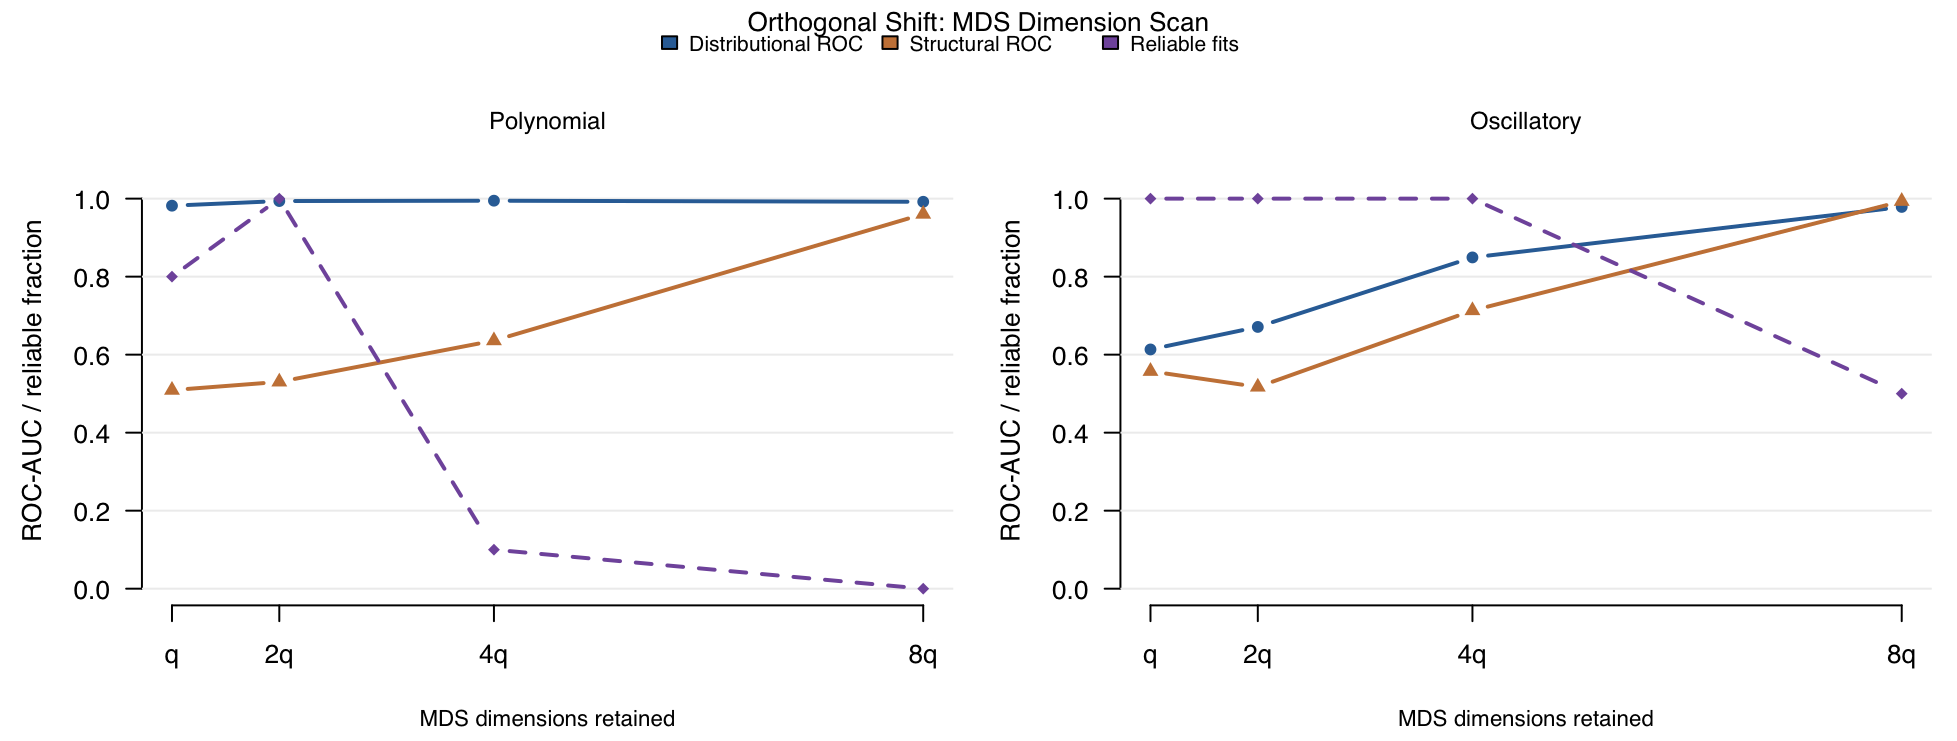 Orthogonal Shift: MDS Dimension Scan
Distributional ROC Structural ROC Reliable fits
Polynomial
ROC-AUC / reliable fraction
1.0
0.8
0.6
0.4
0.2
0.0
q 2q 4q 8q
MDS dimensions retained
Oscillatory
ROC-AUC / reliable fraction
1.0
0.8
0.6
0.4
0.2
0.0
q 2q 4q 8q
MDS dimensions retained